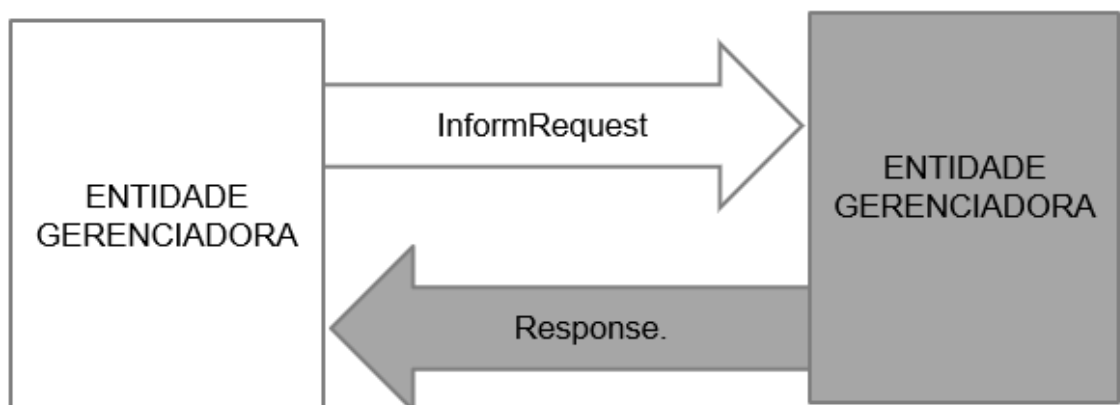 ENTIDADE
GERENCIADORA
InformRequest
Response.
ENTIDADE
GERENCIADORA